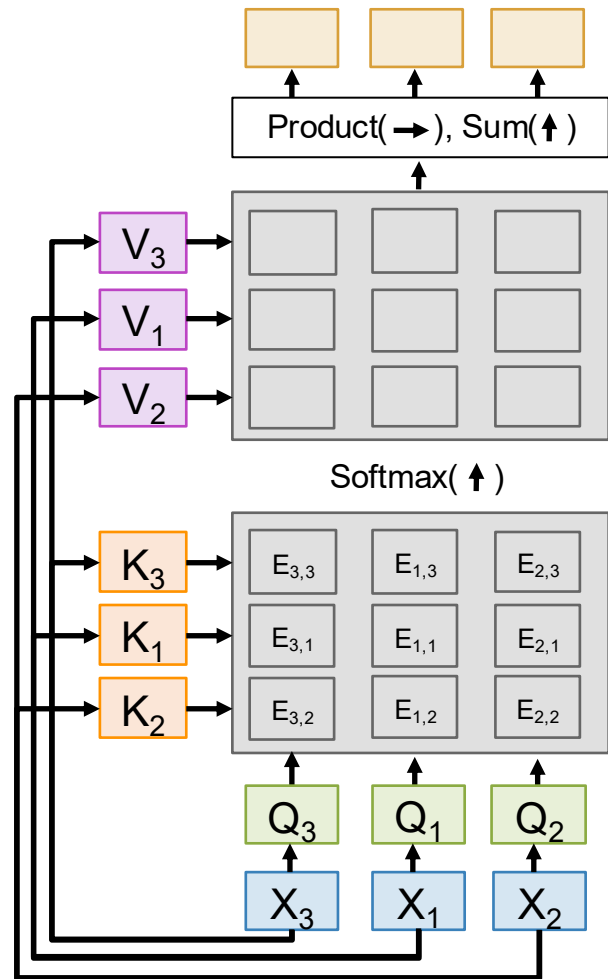 Product(→), Sum(↑)
V₃
V₁
V₂
Softmax(↑)
K₃ E₃,₃ E₁,₃ E₂,₃
K₁ E₃,₁ E₁,₁ E₂,₁
K₂ E₃,₂ E₁,₂ E₂,₂
Q₃ Q₁ Q₂
X₃ X₁ X₂